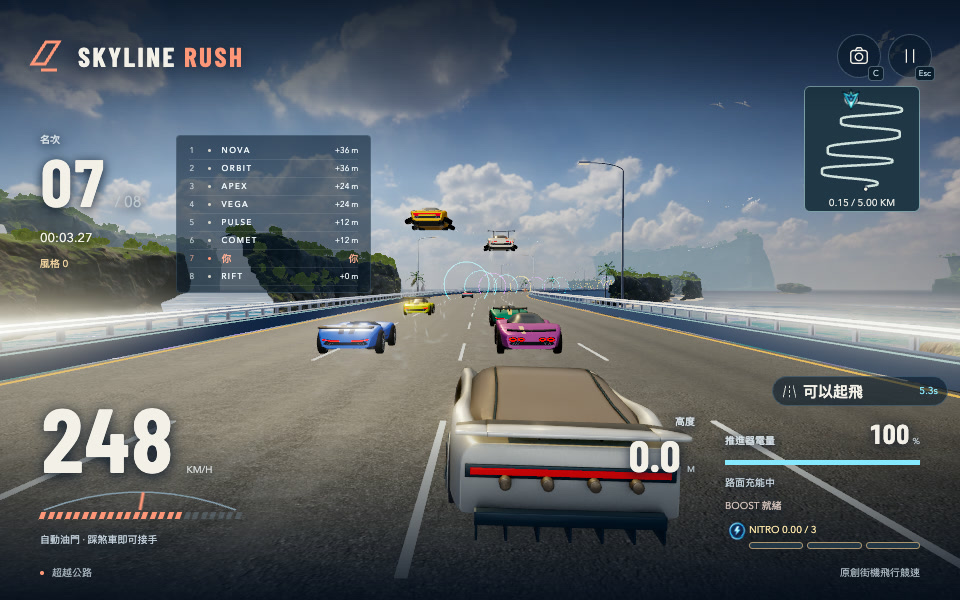 SKYLINE RUSH
C
Esc
名次
07 / 08
00:03.27
風格 0
1 • NOVA +36 m
2 • ORBIT +36 m
3 • APEX +24 m
4 • VEGA +24 m
5 • PULSE +12 m
6 • COMET +12 m
7 • 你 你
8 • RIFT +0 m
0.15 / 5.00 KM
可以起飛 5.3s
248 KM/H
自動油門 · 踩煞車即可接手
• 超越公路
高度
0.0 M
推進器電量 100 %
路面充能中
BOOST 就緒
NITRO 0.00 / 3
原創街機飛行競速